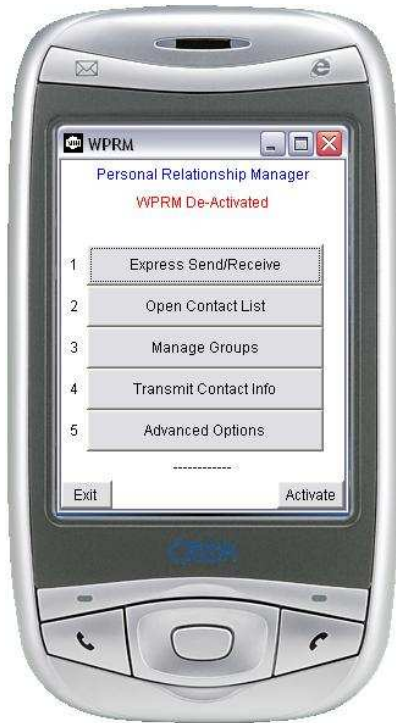 WPRM
Personal Relationship Manager
WPRM De-Activated
1 Express Send/Receive
2 Open Contact List
3 Manage Groups
4 Transmit Contact Info
5 Advanced Options
------------
Exit Activate